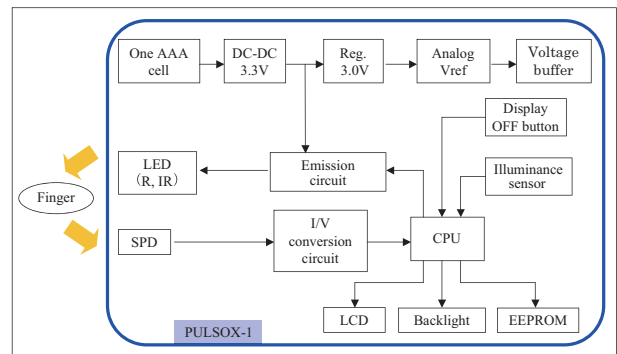 One AAA
cell
DC-DC
3.3V
Reg.
3.0V
Analog
Vref
Voltage
buffer
Display
OFF button
LED
(R, IR)
Emission
circuit
Illuminance
sensor
Finger
SPD
I/V
conversion
circuit
CPU
LCD
Backlight
EEPROM
PULSOX-1